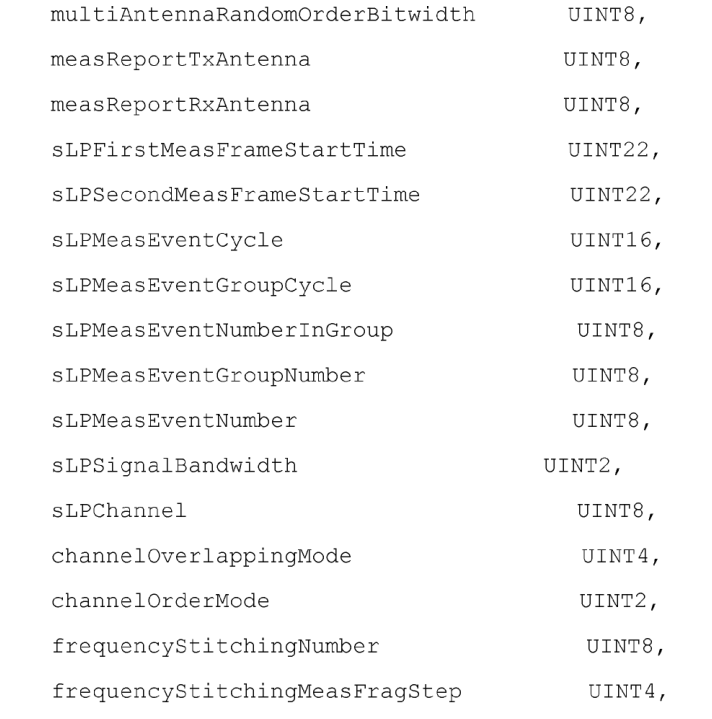 multiAntennaRandomOrderBitwidth UINT8,
measReportTxAntenna UINT8,
measReportRxAntenna UINT8,
sLPFirstMeasFrameStartTime UINT22,
sLPSecondMeasFrameStartTime UINT22,
sLPMeasEventCycle UINT16,
sLPMeasEventGroupCycle UINT16,
sLPMeasEventNumberInGroup UINT8,
sLPMeasEventGroupNumber UINT8,
sLPMeasEventNumber UINT8,
sLPSignalBandwidth UINT2,
sLPChannel UINT8,
channelOverlappingMode UINT4,
channelOrderMode UINT2,
frequencyStitchingNumber UINT8,
frequencyStitchingMeasFragStep UINT4,